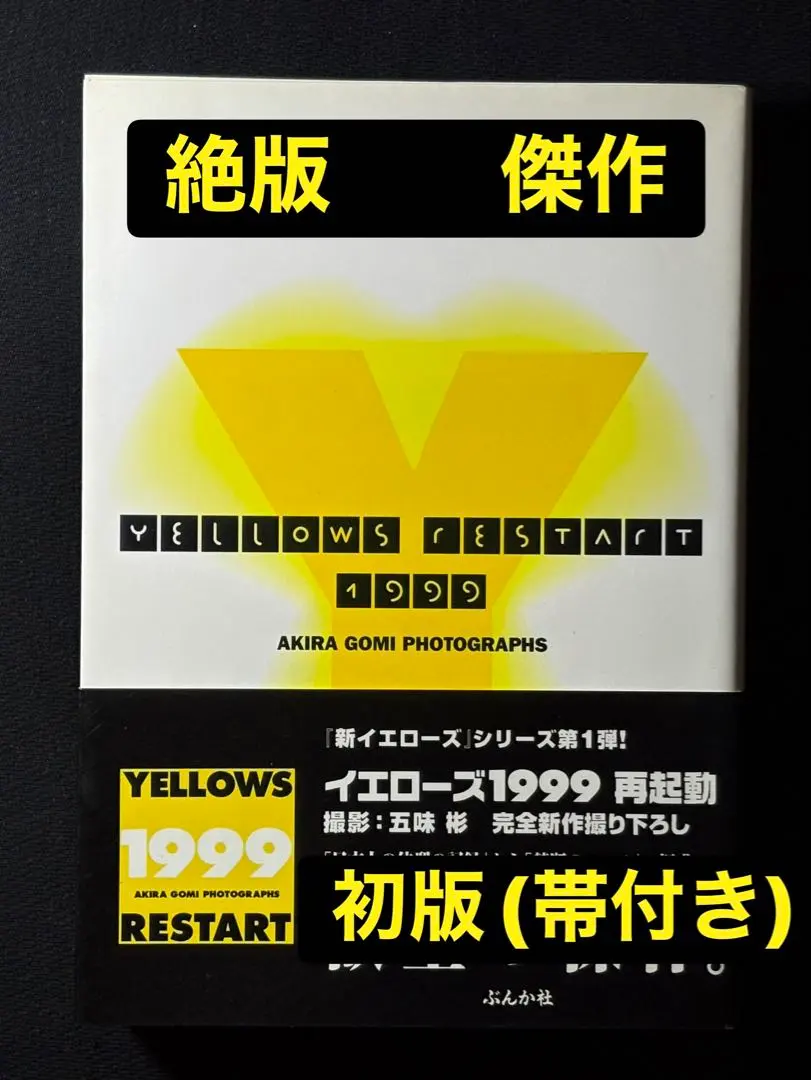 絶版 傑作
YELLOWS RESTART
1999
AKIRA GOMI PHOTOGRAPHS
『新イエローズ』シリーズ第1弾!
イエローズ1999 再起動
撮影:五味 彬 完全新作撮り下ろし
YELLOWS
1999
AKIRA GOMI PHOTOGRAPHS
RESTART
初版(帯付き)
ぶんか社